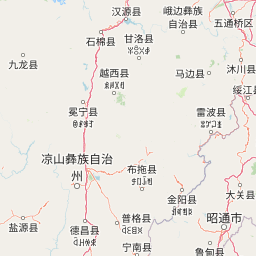 汉源县
峨边彝族
自治县
五通桥区
石棉县
甘洛县
沐川县
九龙县
越西县
马边县
绥江县
冕宁县
雷波县
凉山彝族自治
州
布拖县
金阳县
大关县
盐源县
普格县
昭通市
德昌县
宁南县
鲁甸县